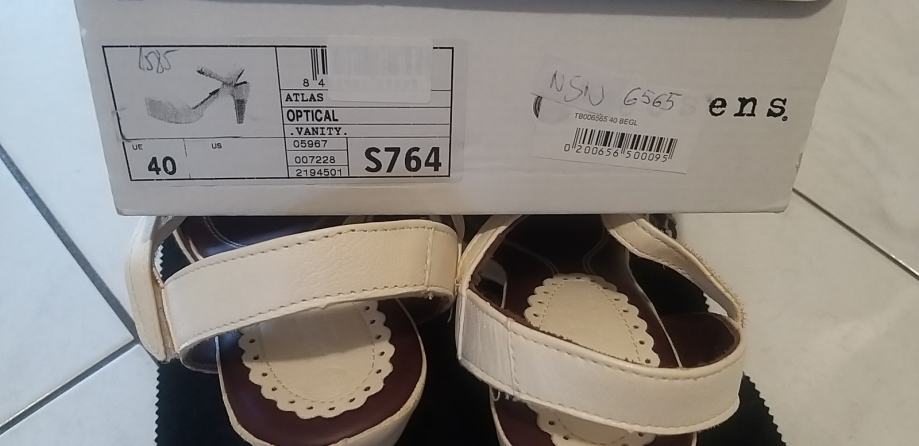 6585
8 4
ATLAS
OPTICAL
.VANITY.
UE
US
40
05967
007228
2194501
S764
NSN 6565
TB006565 40 BEGL
0 200656 500095
ens.